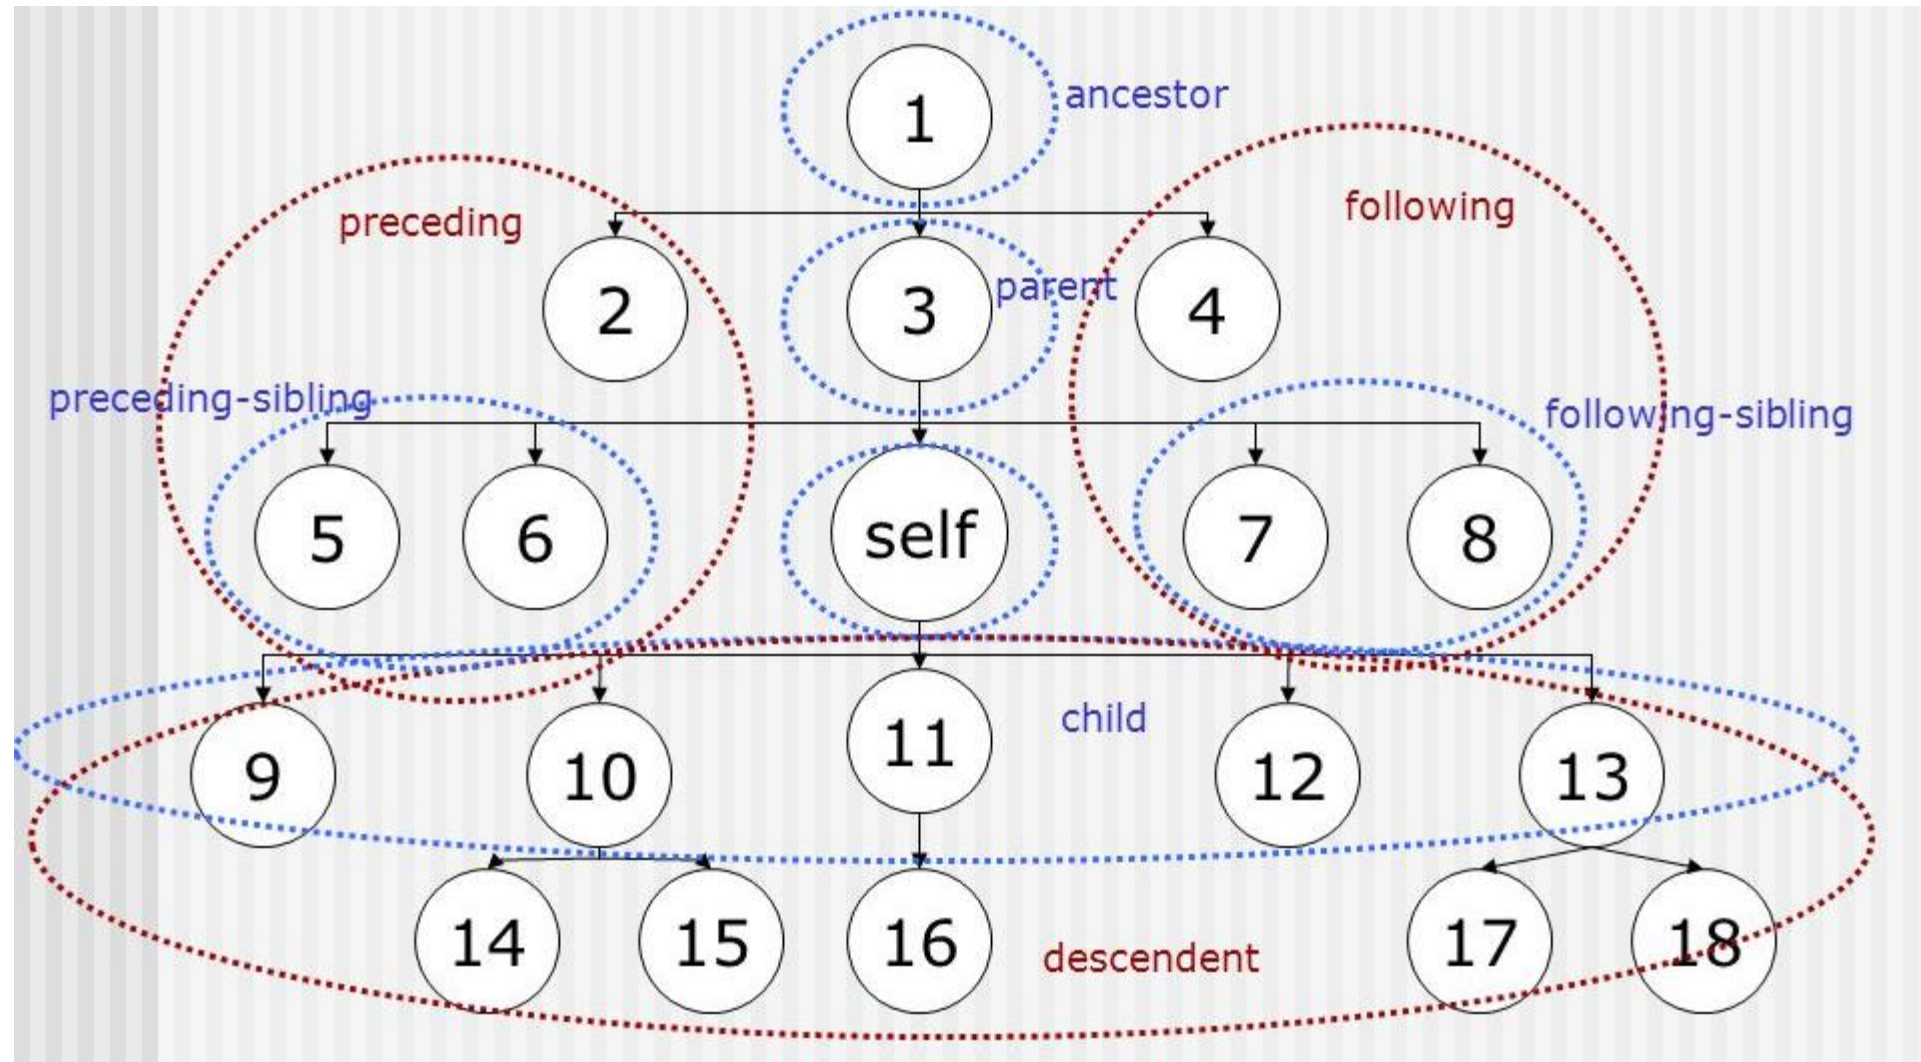 1
ancestor
preceding
following
2
3
parent
4
preceding-sibling
following-sibling
5
6
self
7
8
9
10
11
child
12
13
14
15
16
descendent
17
18